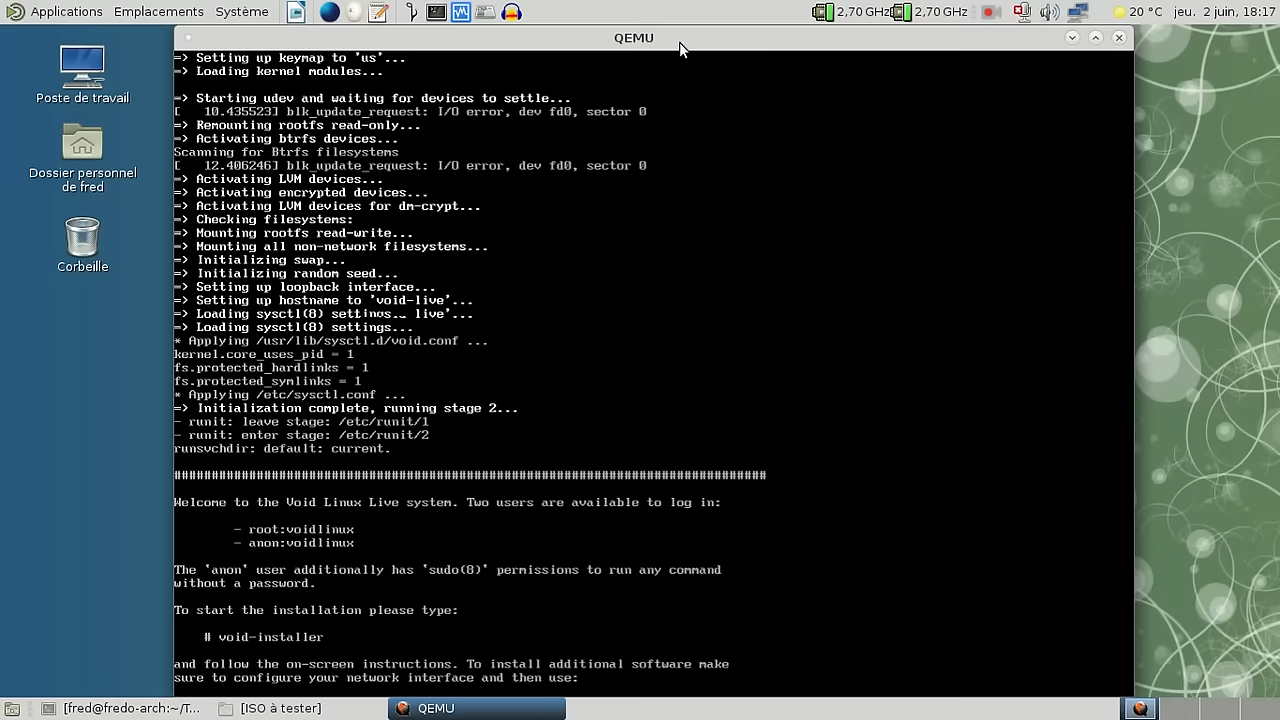 Applications Emplacements Système 2,70 GHz 2,70 GHz 20 °C jeu. 2 juin, 18:17
QEMU
Poste de travail
Dossier personnel
de fred
Corbeille
=> Setting up keymap to 'us'...
=> Loading kernel modules...
=> Starting udev and waiting for devices to settle...
[   10.435523] blk_update_request: I/O error, dev fd0, sector 0
=> Remounting rootfs read-only...
=> Activating btrfs devices...
Scanning for Btrfs filesystems
[   12.406246] blk_update_request: I/O error, dev fd0, sector 0
=> Activating LVM devices...
=> Activating encrypted devices...
=> Activating LVM devices for dm-crypt...
=> Checking filesystems:
=> Mounting rootfs read-write...
=> Mounting all non-network filesystems...
=> Initializing swap...
=> Initializing random seed...
=> Setting up loopback interface...
=> Setting up hostname to 'void-live'...
=> Loading sysctl(8) settings... live'...
=> Loading sysctl(8) settings...
* Applying /usr/lib/sysctl.d/void.conf ...
kernel.core_uses_pid = 1
fs.protected_hardlinks = 1
fs.protected_symlinks = 1
* Applying /etc/sysctl.conf ...
=> Initialization complete, running stage 2...
- runit: leave stage: /etc/runit/1
- runit: enter stage: /etc/runit/2
runsvchdir: default: current.
###############################################################################
Welcome to the Void Linux Live system. Two users are available to log in:
- root:voidlinux
- anon:voidlinux
The 'anon' user additionally has 'sudo(8)' permissions to run any command
without a password.
To start the installation please type:
# void-installer
and follow the on-screen instructions. To install additional software make
sure to configure your network interface and then use:
[fred@fredo-arch:~/T... [ISO à tester] QEMU